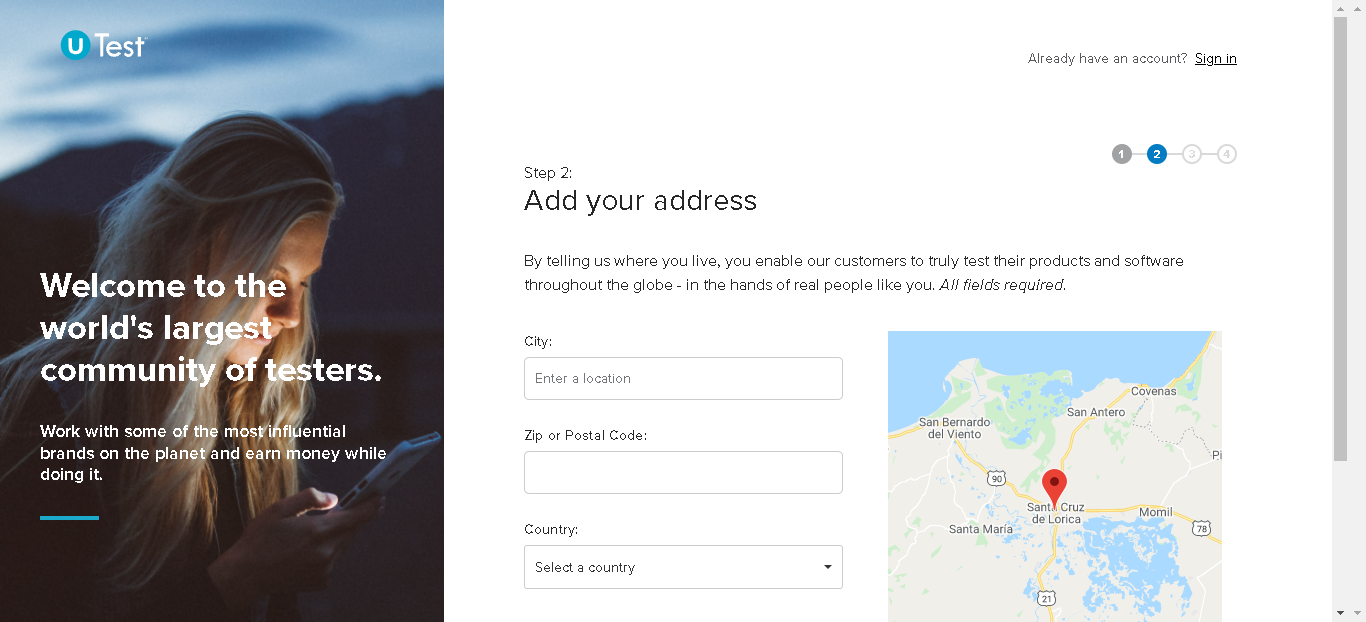 U Test
Already have an account? Sign in
1 2 3 4
Step 2:
Add your address
Welcome to the
world's largest
community of testers.
Work with some of the most influential
brands on the planet and earn money while
doing it.
By telling us where you live, you enable our customers to truly test their products and software
throughout the globe - in the hands of real people like you. All fields required.
City:
Enter a location
Zip or Postal Code:
Country:
Select a country
Covenas
San Antero
San Bernardo
del Viento
Pi
90
Santa Cruz
de Lorica
Momil
Santa María
78
21